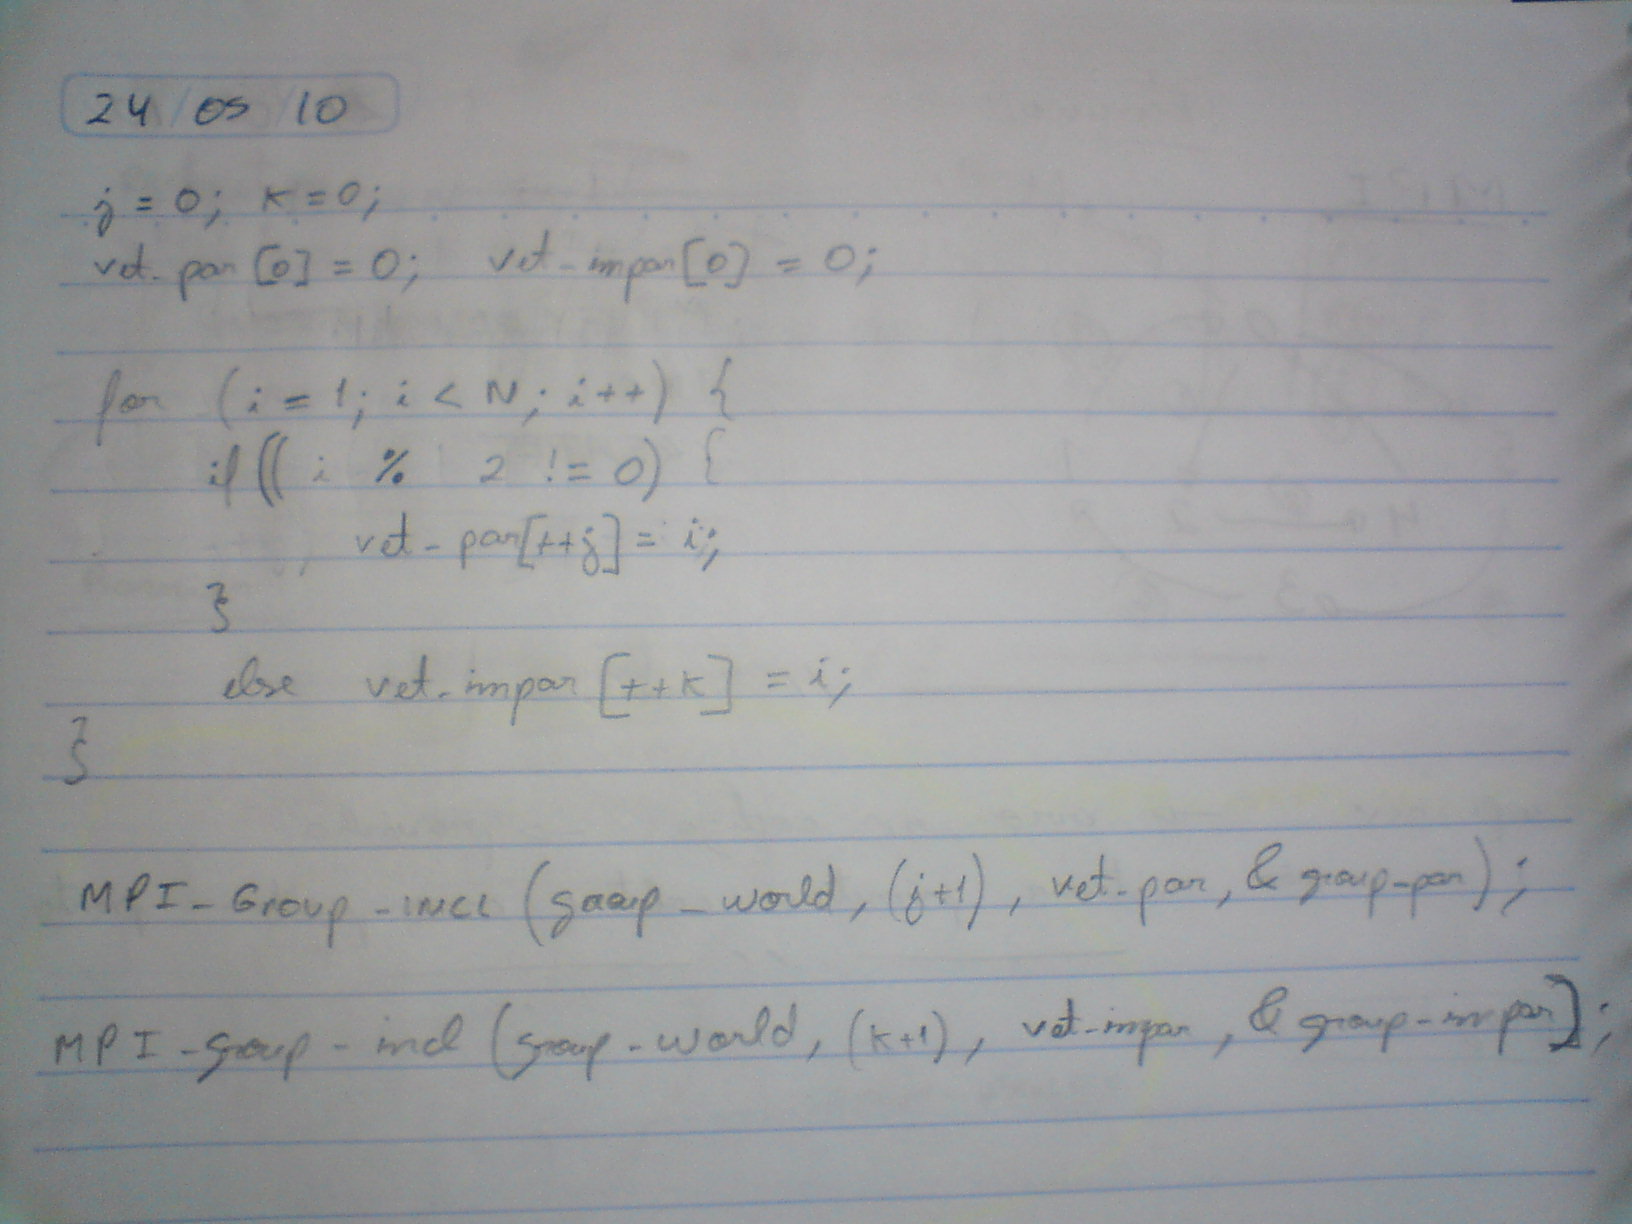 24/05/10
j = 0; k = 0;
vet_par[0] = 0; vet_impar[0] = 0;
for (i = 1; i < N; i++) {
if (( i % 2 != 0) {
vet_par[++j] = i;
}
else vet_impar[++k] = i;
}
MPI_Group_incl (group_world, (j+1), vet_par, & group_par);
MPI_group_incl (group_world, (k+1), vet_impar, & group_impar);